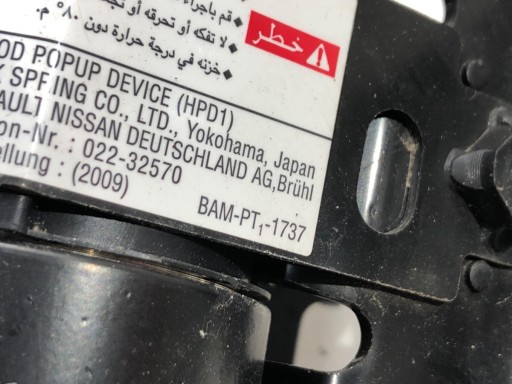 قم بإجراء
لا تفكه أو تحرقه أو
خزنه في درجة حرارة دون ٨٠°م.
خطر
OD POPUP DEVICE (HPD1)
SPRING CO., LTD., Yokohama, Japan
AULT NISSAN DEUTSCHLAND AG,Brühl
on-Nr. : 022-32570
ellung : (2009)
BAM-PT₁-1737